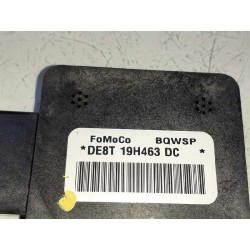 FoMoCo BQWSP
*DE8T 19H463 DC*